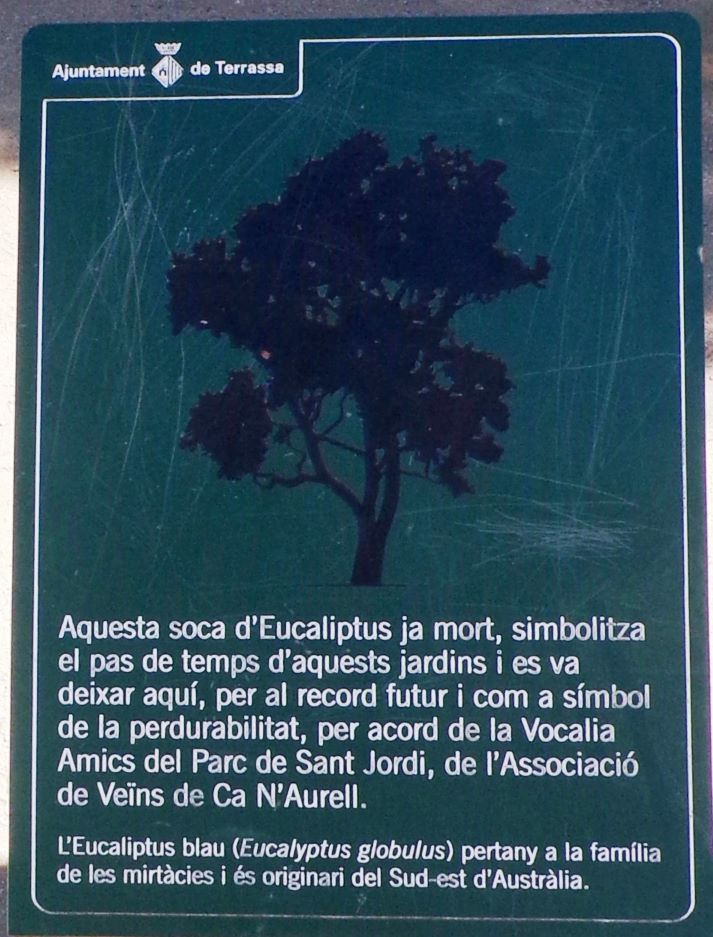 Ajuntament de Terrassa
Aquesta soca d'Eucaliptus ja mort, simbolitza
el pas de temps d'aquests jardins i es va
deixar aquí, per al record futur i com a símbol
de la perdurabilitat, per acord de la Vocalia
Amics del Parc de Sant Jordi, de l'Associació
de Veïns de Ca N'Aurell.
L'Eucaliptus blau (Eucalyptus globulus) pertany a la família
de les mirtàcies i és originari del Sud-est d'Austràlia.